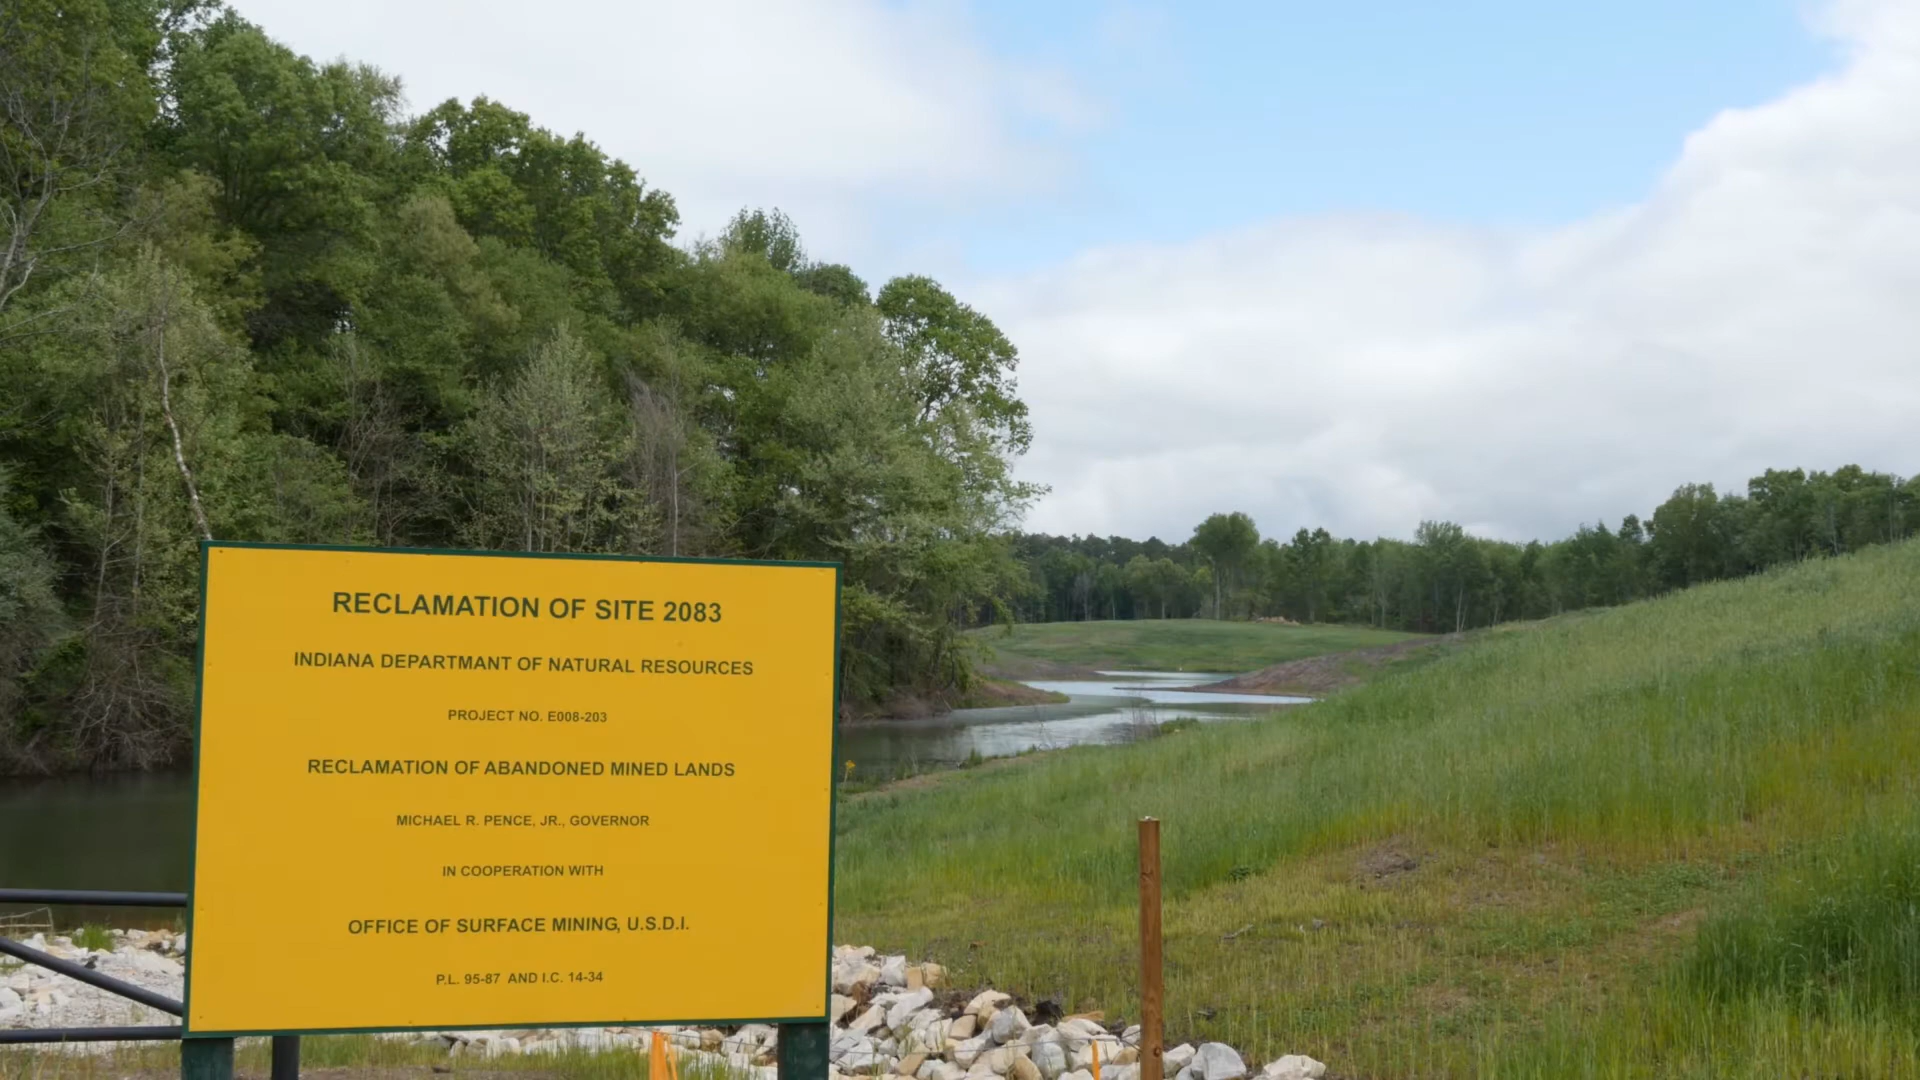 RECLAMATION OF SITE 2083
INDIANA DEPARTMANT OF NATURAL RESOURCES
PROJECT NO. E008-203
RECLAMATION OF ABANDONED MINED LANDS
MICHAEL R. PENCE, JR., GOVERNOR
IN COOPERATION WITH
OFFICE OF SURFACE MINING, U.S.D.I.
P.L. 95-87 AND I.C. 14-34